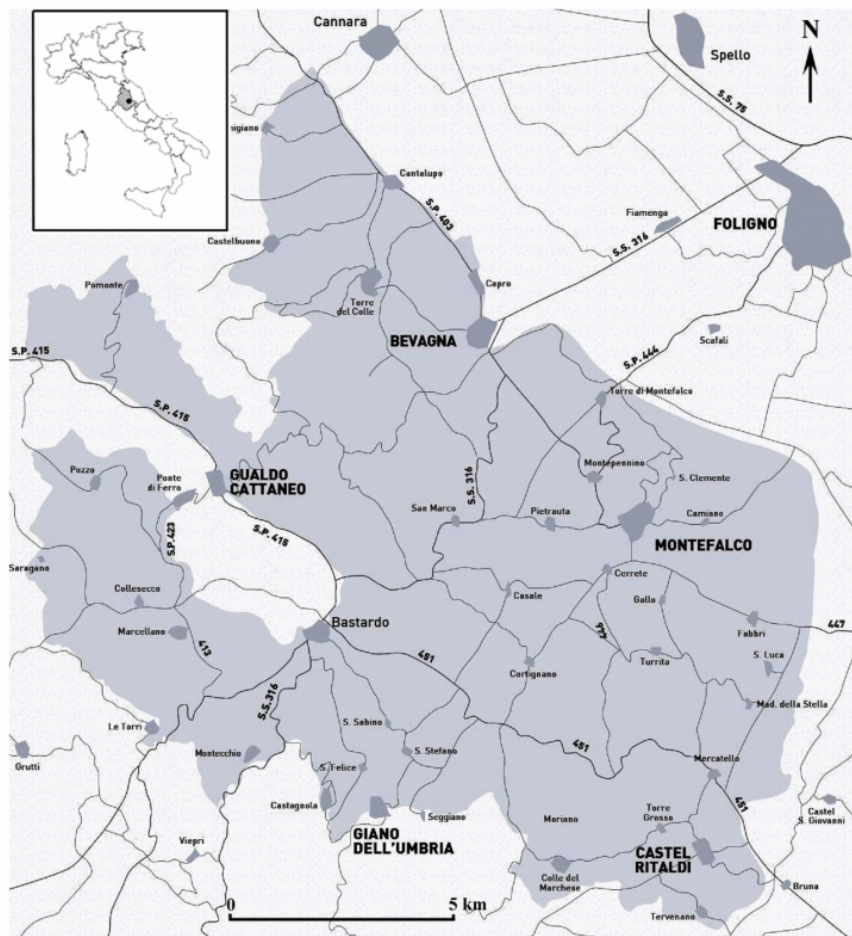 Cannara
N
Spello
S.S. 75
Cantalupo
S.P. 403
Fiamenga
FOLIGNO
S.S. 316
Castelbuono
Capro
Pomonte
Torre
del Colle
BEVAGNA
Scafali
S.P. 415
S.P. 444
Torre di Montefalco
S.P. 415
Pozzo
Ponte
di Ferro
GUALDO
CATTANEO
S.S. 316
Montepennino
S. Clemente
San Marco
Pietrauta
Camiano
S.P. 423
S.P. 415
MONTEFALCO
Saragano
Cerrete
Collesecco
Casale
Gallo
Bastardo
Fabbri
447
Marcellano
413
451
Cortignano
Turrita
S. Luca
S.S. 316
Mad. della Stella
Le Torri
S. Sabino
Grutti
Montecchio
S. Stefano
451
S. Felice
Mercatello
Castagnola
Seggiano
Moriano
Torre
Grosso
451
Castel
S. Giovanni
Viepri
GIANO
DELL'UMBRIA
CASTEL
RITALDI
Colle del
Marchese
Bruna
0
5 km
Tervenano